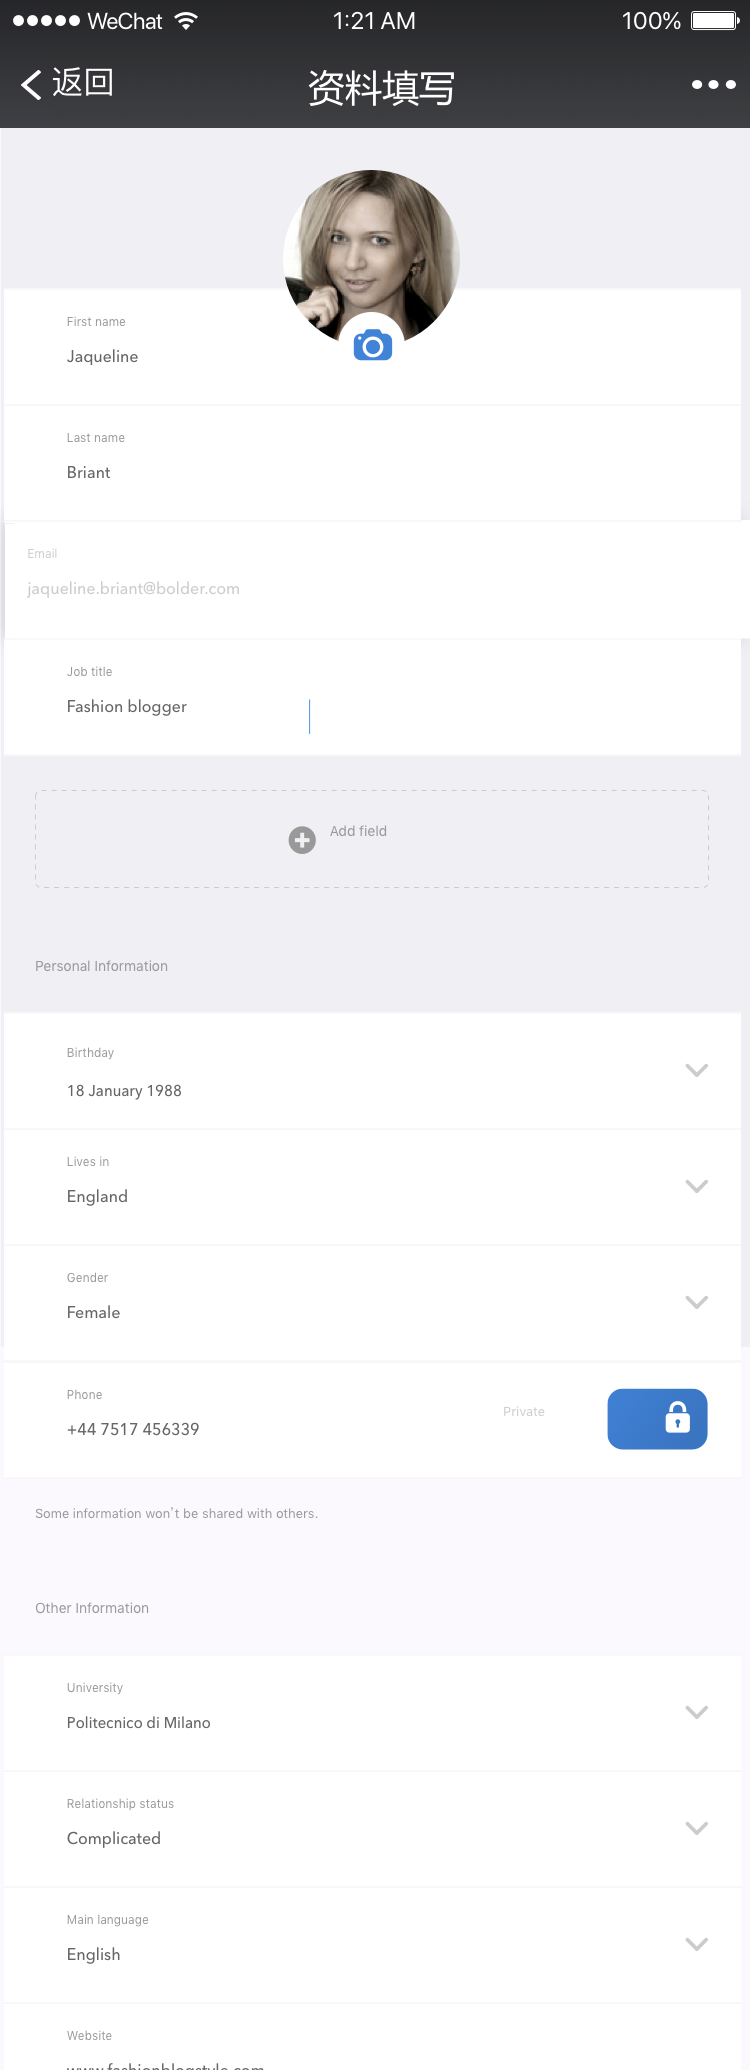 WeChat 1:21 AM 100%
返回 资料填写
First name
Jaqueline
Last name
Briant
Email
jaqueline.briant@bolder.com
Job title
Fashion blogger
Add field
Personal Information
Birthday
18 January 1988
Lives in
England
Gender
Female
Phone
+44 7517 456339
Private
Some information won't be shared with others.
Other Information
University
Politecnico di Milano
Relationship status
Complicated
Main language
English
Website
www.fashionblogstyle.com